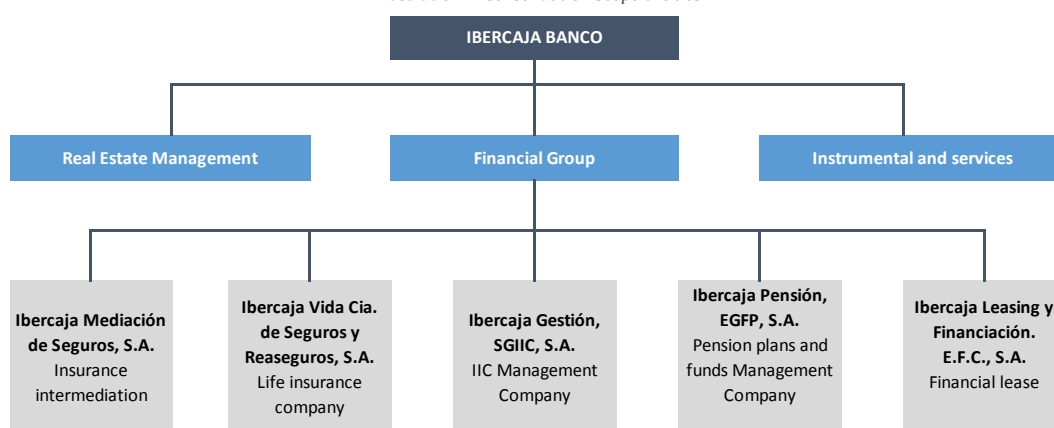 IBERCAJA BANCO
Real Estate Management
Financial Group
Instrumental and services
Ibercaja Mediación
de Seguros, S.A.
Insurance
intermediation
Ibercaja Vida Cia.
de Seguros y
Reaseguros, S.A.
Life insurance
company
Ibercaja Gestión,
SGIIC, S.A.
IIC Management
Company
Ibercaja Pensión,
EGFP, S.A.
Pension plans and
funds Management
Company
Ibercaja Leasing y
Financiación.
E.F.C., S.A.
Financial lease